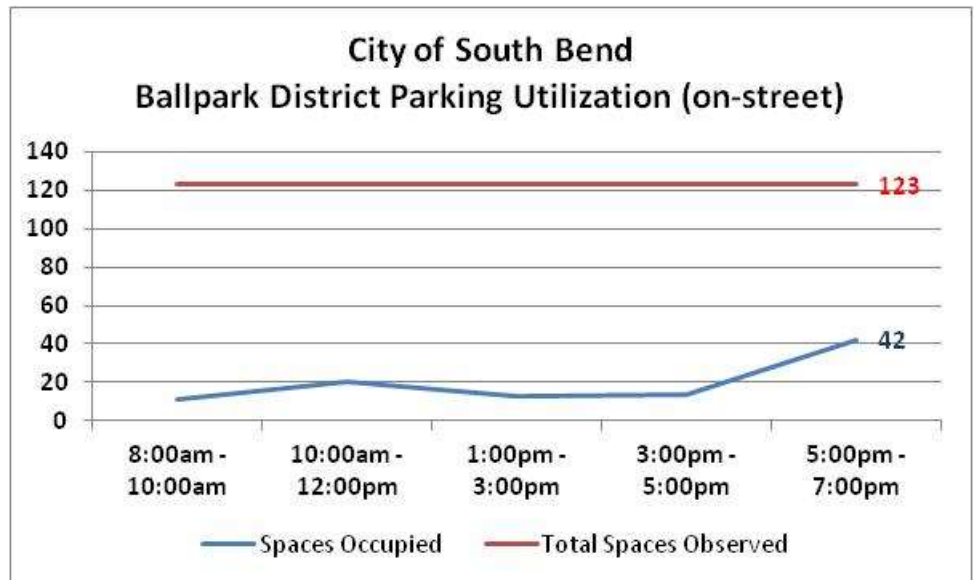 City of South Bend
Ballpark District Parking Utilization (on-street)
140
120
100
80
60
40
20
0
123
42
8:00am -
10:00am
10:00am -
12:00pm
1:00pm -
3:00pm
3:00pm -
5:00pm
5:00pm -
7:00pm
Spaces Occupied
Total Spaces Observed